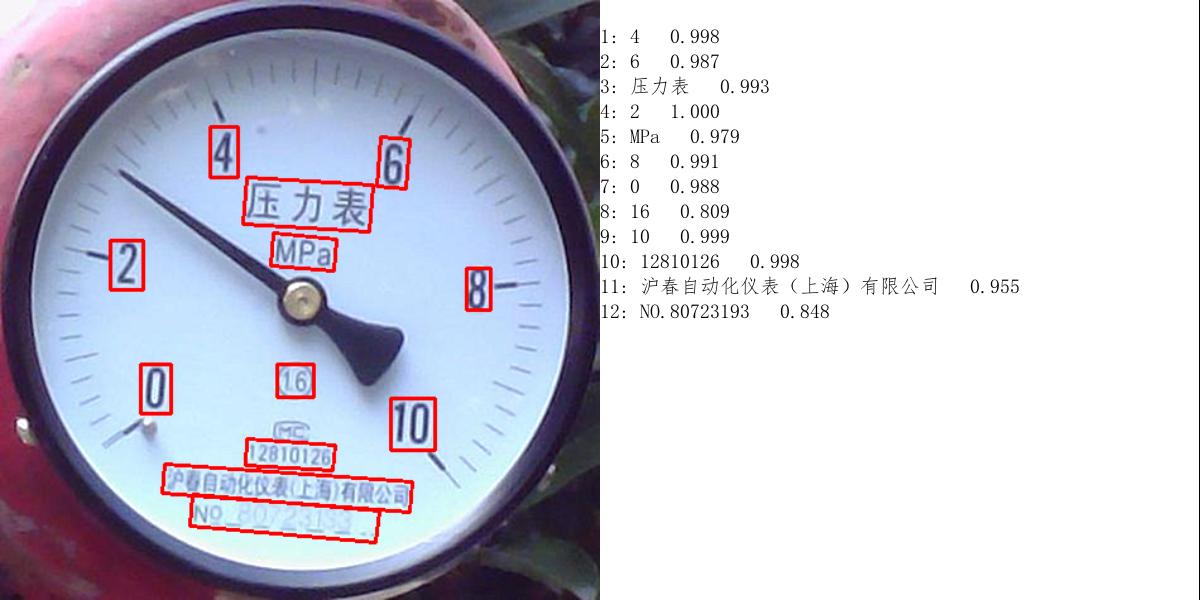 4
6
压力表
MPa
2
8
0
1.6
10
MC
12810126
沪春自动化仪表(上海)有限公司
NO 80723193
1: 4 0.998
2: 6 0.987
3: 压力表 0.993
4: 2 1.000
5: MPa 0.979
6: 8 0.991
7: 0 0.988
8: 16 0.809
9: 10 0.999
10: 12810126 0.998
11: 沪春自动化仪表（上海）有限公司 0.955
12: NO.80723193 0.848